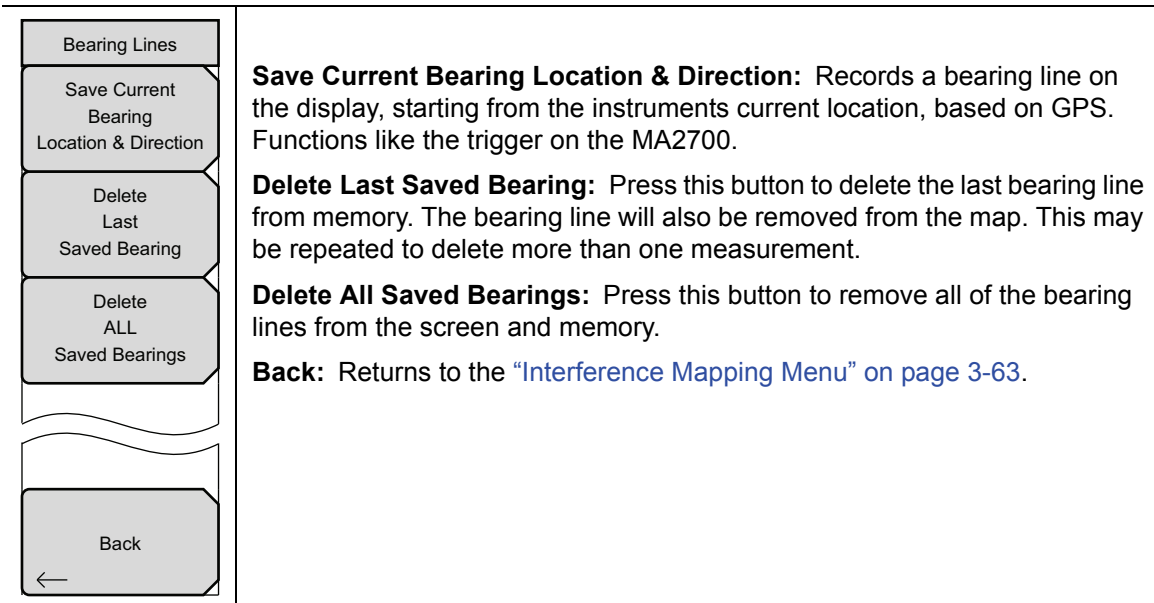 Bearing Lines
Save Current
Bearing
Location & Direction
Delete
Last
Saved Bearing
Delete
ALL
Saved Bearings
Back
Save Current Bearing Location & Direction: Records a bearing line on
the display, starting from the instruments current location, based on GPS.
Functions like the trigger on the MA2700.
Delete Last Saved Bearing: Press this button to delete the last bearing line
from memory. The bearing line will also be removed from the map. This may
be repeated to delete more than one measurement.
Delete All Saved Bearings: Press this button to remove all of the bearing
lines from the screen and memory.
Back: Returns to the “Interference Mapping Menu” on page 3-63.